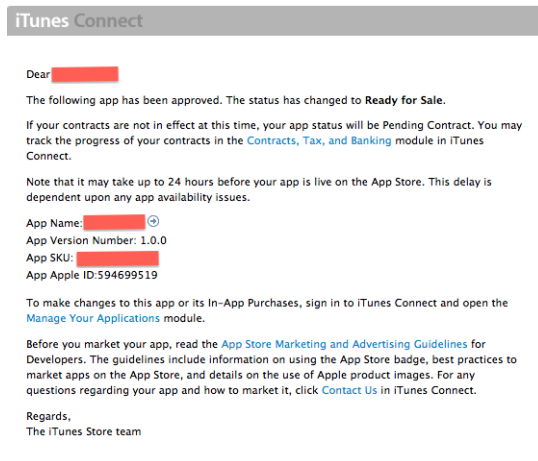 iTunes Connect
Dear
The following app has been approved. The status has changed to Ready for Sale.
If your contracts are not in effect at this time, your app status will be Pending Contract. You may
track the progress of your contracts in the Contracts, Tax, and Banking module in iTunes
Connect.
Note that it may take up to 24 hours before your app is live on the App Store. This delay is
dependent upon any app availability issues.
App Name:
App Version Number: 1.0.0
App SKU:
App Apple ID:594699519
To make changes to this app or its In-App Purchases, sign in to iTunes Connect and open the
Manage Your Applications module.
Before you market your app, read the App Store Marketing and Advertising Guidelines for
Developers. The guidelines include information on using the App Store badge, best practices to
market apps on the App Store, and details on the use of Apple product images. For any
questions regarding your app and how to market it, click Contact Us in iTunes Connect.
Regards,
The iTunes Store team